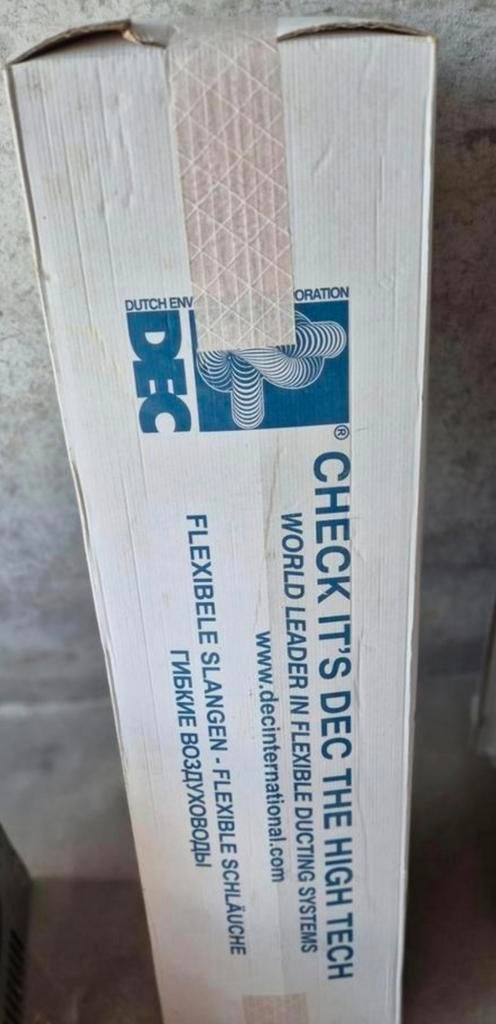 DUTCH ENV ORATION
DEC
®
CHECK IT'S DEC THE HIGH TECH
WORLD LEADER IN FLEXIBLE DUCTING SYSTEMS
www.decinternational.com
FLEXIBELE SLANGEN - FLEXIBLE SCHLÄUCHE
ГИБКИЕ ВОЗДУХОВОДЫ